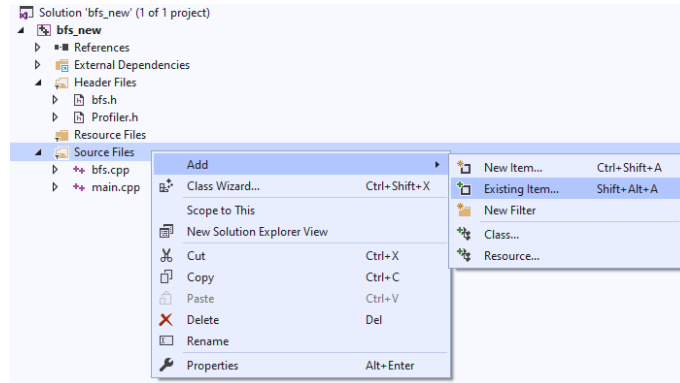 Solution 'bfs_new' (1 of 1 project)
bfs_new
References
External Dependencies
Header Files
bfs.h
Profiler.h
Resource Files
Source Files
bfs.cpp
main.cpp
Add
Class Wizard... Ctrl+Shift+X
Scope to This
New Solution Explorer View
Cut Ctrl+X
Copy Ctrl+C
Paste Ctrl+V
Delete Del
Rename
Properties Alt+Enter
New Item... Ctrl+Shift+A
Existing Item... Shift+Alt+A
New Filter
Class...
Resource...